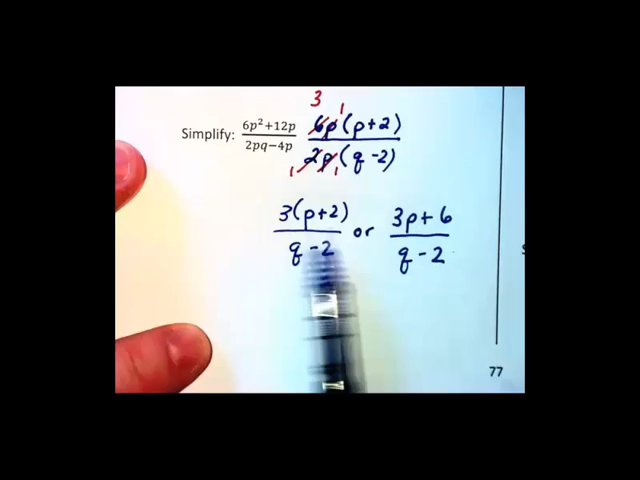 3 1
Simplify: (6p²+12p)/(2pq−4p) 6p(p+2)/2p(q-2)
1 1
3(p+2)/q-2 or 3p+6/q-2
77